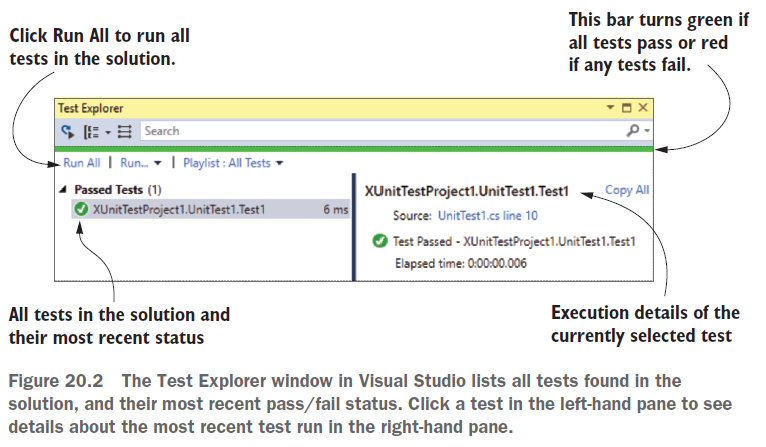 Click Run All to run all
tests in the solution.
This bar turns green if
all tests pass or red
if any tests fail.
Test Explorer
Search
Run All | Run... | Playlist : All Tests
Passed Tests (1)
XUnitTestProject1.UnitTest1.Test1 6 ms
XUnitTestProject1.UnitTest1.Test1 Copy All
Source: UnitTest1.cs line 10
Test Passed - XUnitTestProject1.UnitTest1.Test1
Elapsed time: 0:00:00.006
All tests in the solution and
their most recent status
Execution details of the
currently selected test
Figure 20.2 The Test Explorer window in Visual Studio lists all tests found in the
solution, and their most recent pass/fail status. Click a test in the left-hand pane to see
details about the most recent test run in the right-hand pane.